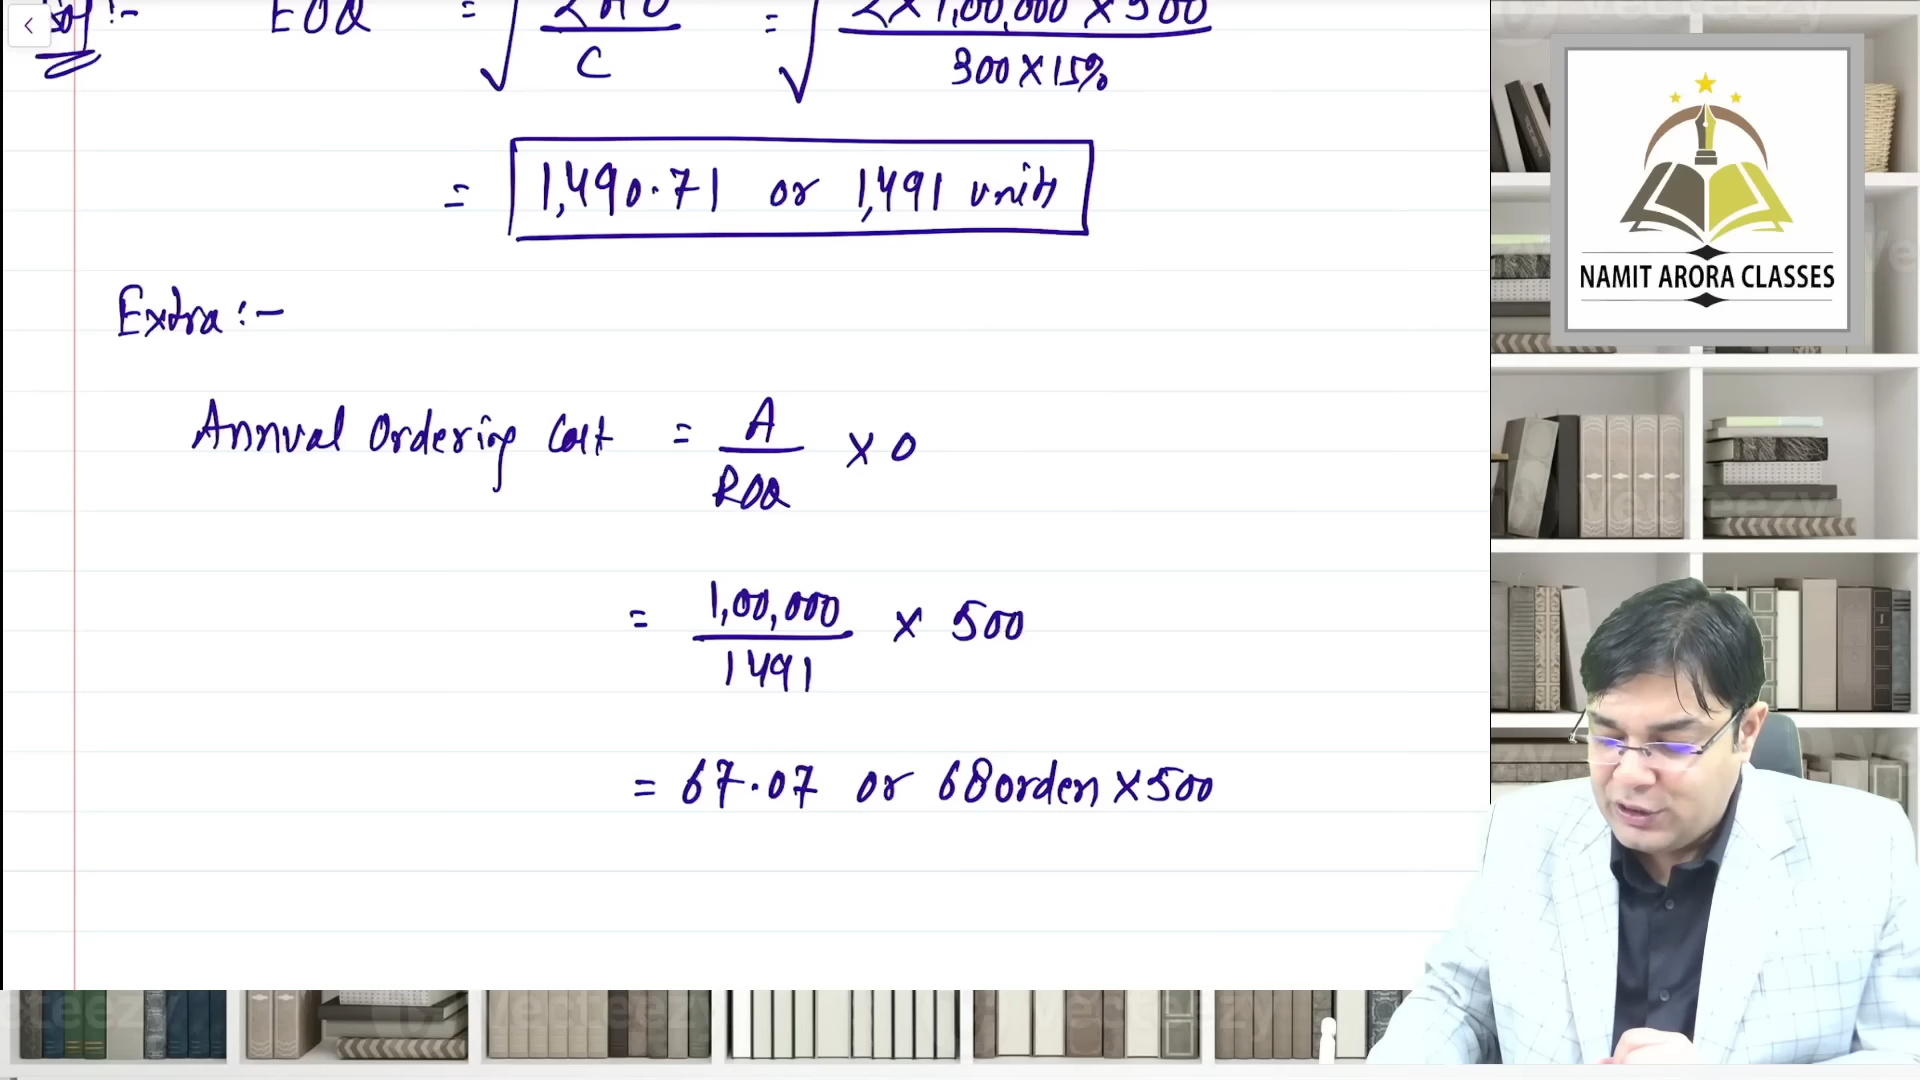 Sol :-
EOQ = √ 2AO / C = √ 2 × 1,00,000 × 500 / 300 × 15%
= 1,490.71 or 1,491 units
Extra :-
Annual Ordering Cost = A / ROQ × O
= 1,00,000 / 1491 × 500
= 67.07 or 68 orders × 500
NAMIT ARORA CLASSES